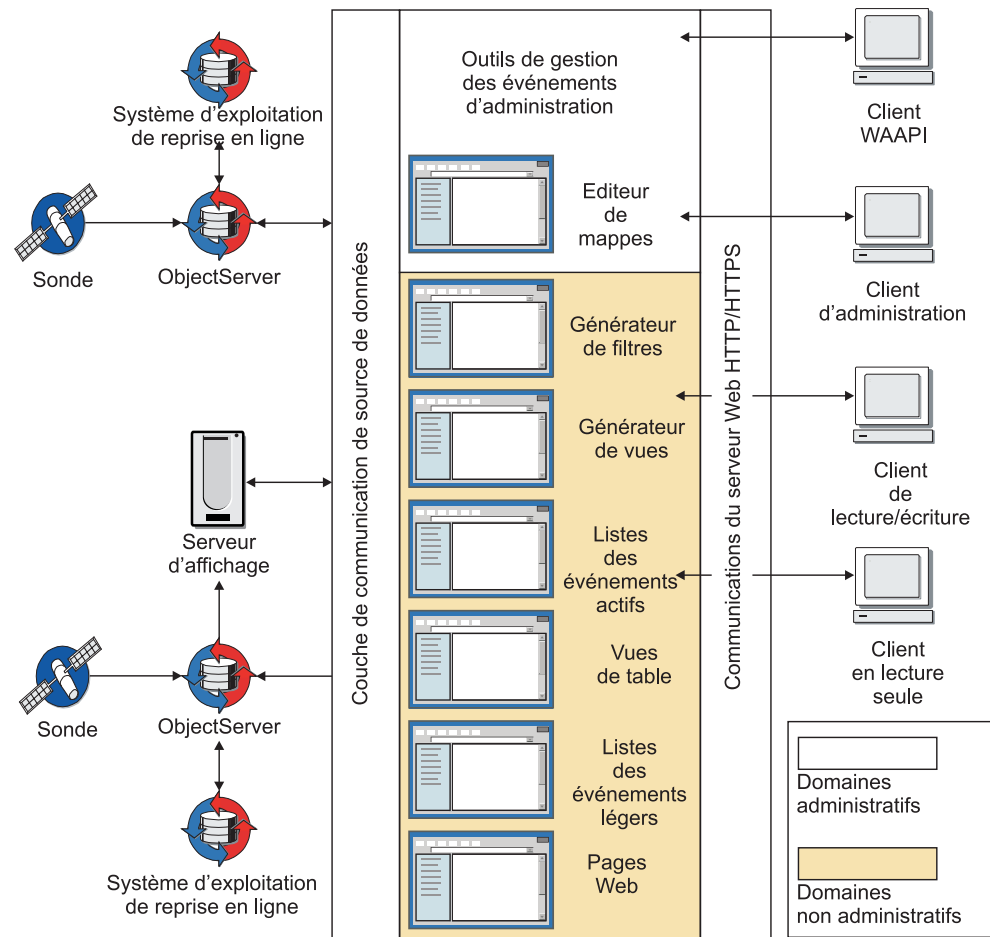 Système d'exploitation
de reprise en ligne
Sonde
ObjectServer
Serveur
d'affichage
Sonde
ObjectServer
Système d'exploitation
de reprise en ligne
Couche de communication de source de données
Outils de gestion
des événements
d'administration
Editeur
de
mappes
Générateur
de filtres
Générateur
de vues
Listes
des
événements
actifs
Vues
de table
Listes
des
événements
légers
Pages
Web
Communications du serveur Web HTTP/HTTPS
Client
WAAPI
Client
d'administration
Client
de
lecture/écriture
Client
en lecture
seule
Domaines
administratifs
Domaines
non administratifs